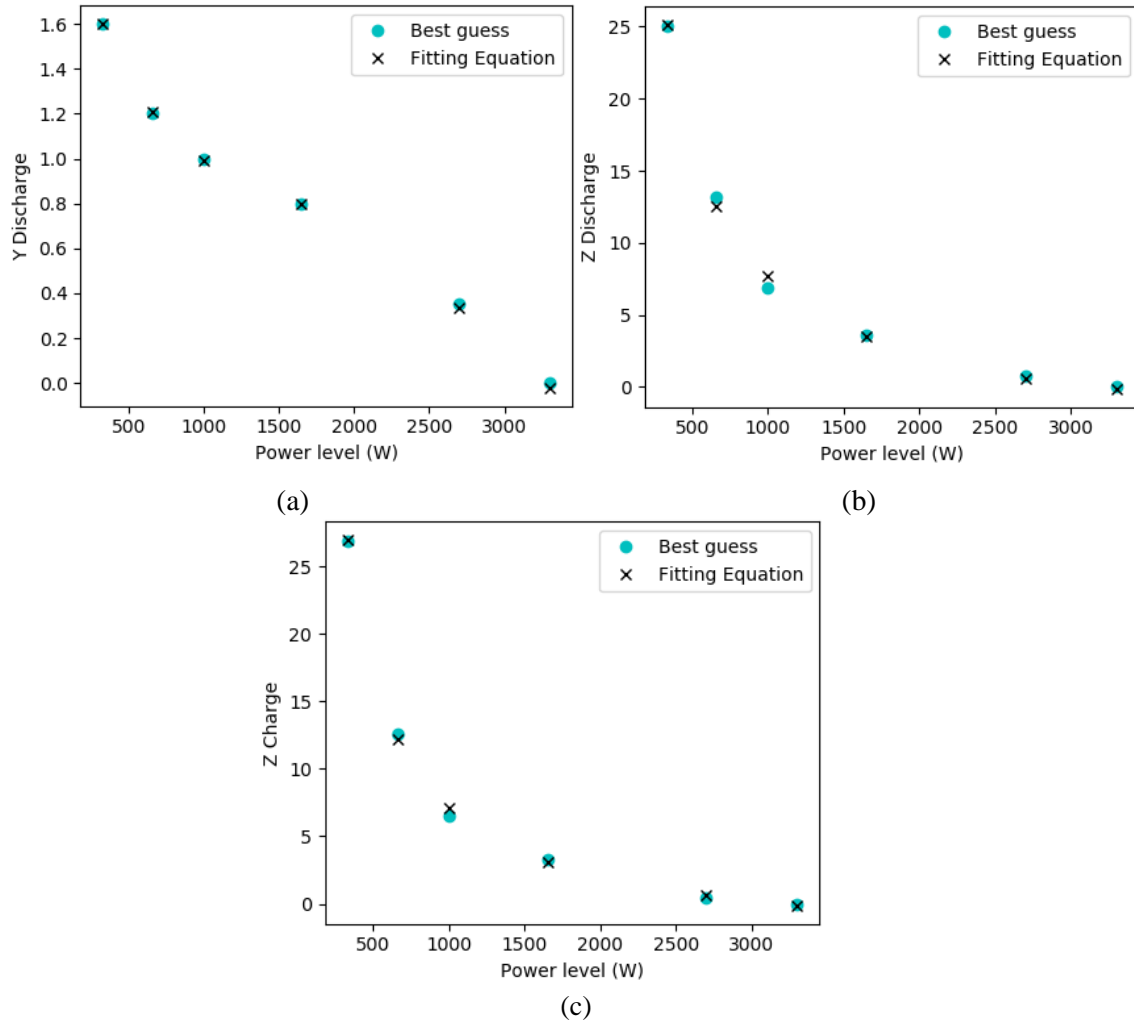 1.6
1.4
1.2
1.0
0.8
0.6
0.4
0.2
0.0
Y Discharge
Best guess
Fitting Equation
500 1000 1500 2000 2500 3000
Power level (W)
(a)
25
20
15
10
5
0
Z Discharge
Best guess
Fitting Equation
500 1000 1500 2000 2500 3000
Power level (W)
(b)
25
20
15
10
5
0
Z Charge
Best guess
Fitting Equation
500 1000 1500 2000 2500 3000
Power level (W)
(c)